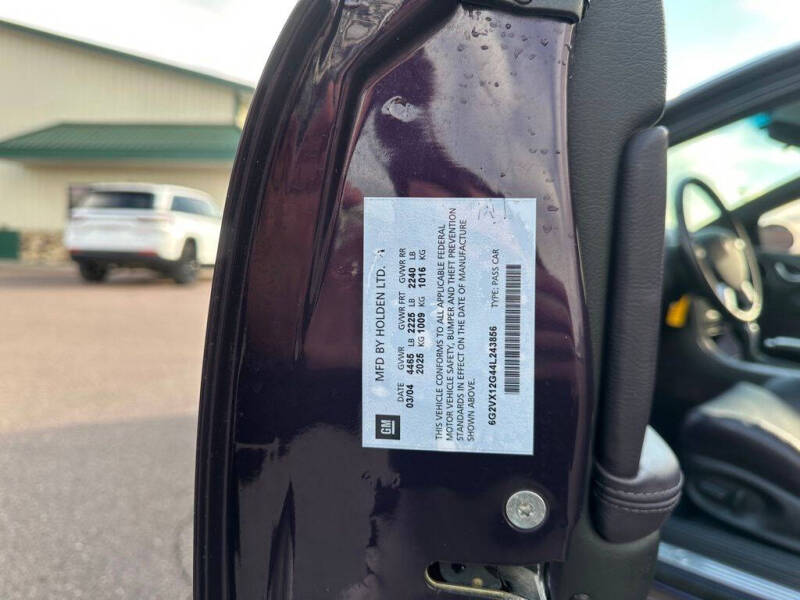 MFD BY HOLDEN LTD.
DATE GVWR GVWR FRT GVWR RR
03/04 4465 LB 2225 LB 2240 LB
2025 KG 1009 KG 1016 KG
THIS VEHICLE CONFORMS TO ALL APPLICABLE FEDERAL
MOTOR VEHICLE SAFETY, BUMPER AND THEFT PREVENTION
STANDARDS IN EFFECT ON THE DATE OF MANUFACTURE
SHOWN ABOVE.
TYPE: PASS CAR
6G2VX12G44L243856
GM